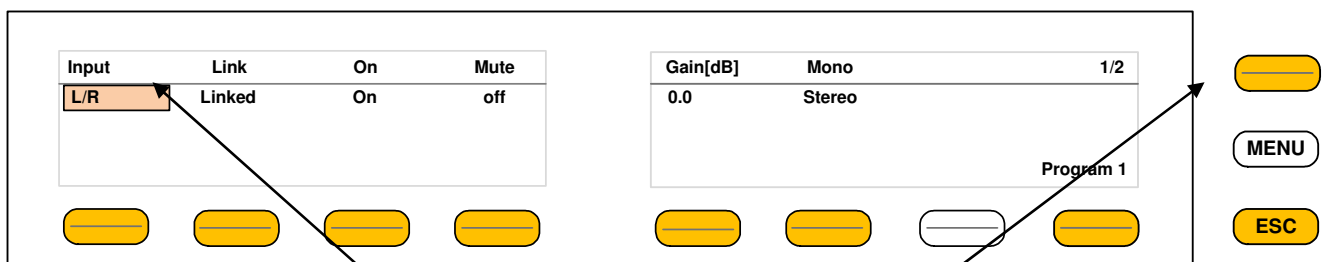 Input Link On Mute Gain[dB] Mono 1/2
L/R Linked On off 0.0 Stereo
MENU
Program 1
ESC